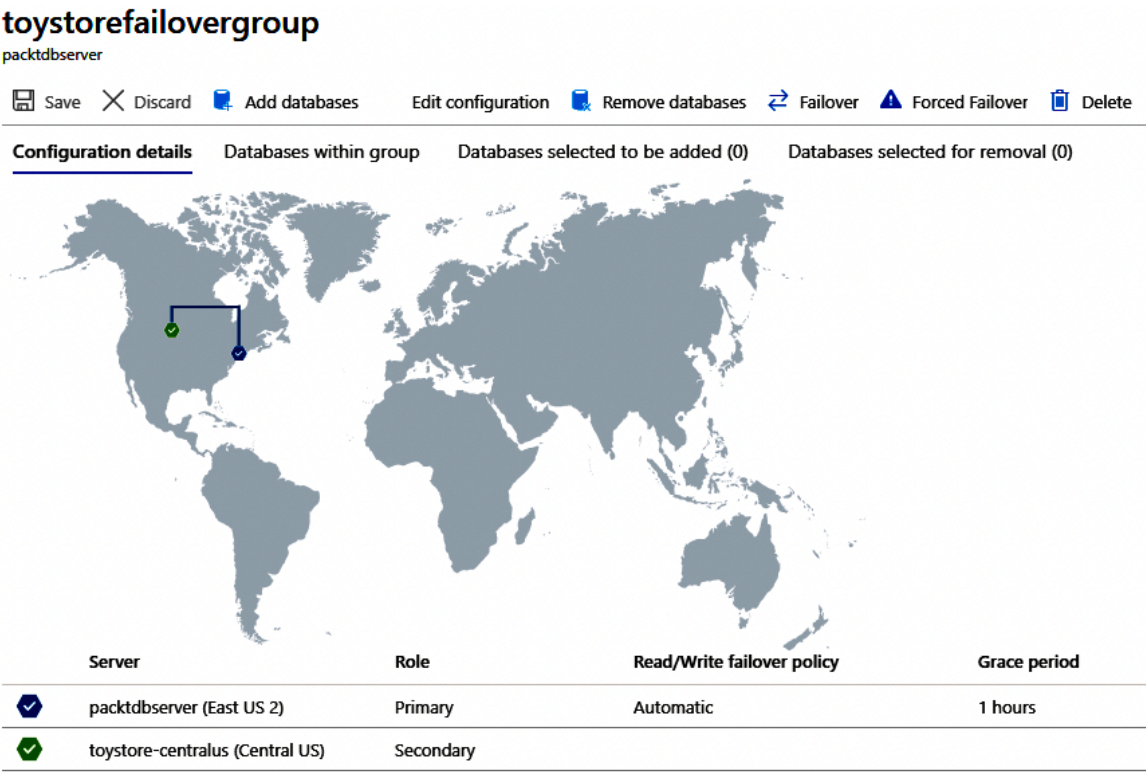 toystorefailovergroup
packtdbserver
Save Discard Add databases Edit configuration Remove databases Failover Forced Failover Delete
Configuration details Databases within group Databases selected to be added (0) Databases selected for removal (0)
Server Role Read/Write failover policy Grace period
packtdbserver (East US 2) Primary Automatic 1 hours
toystore-centralus (Central US) Secondary